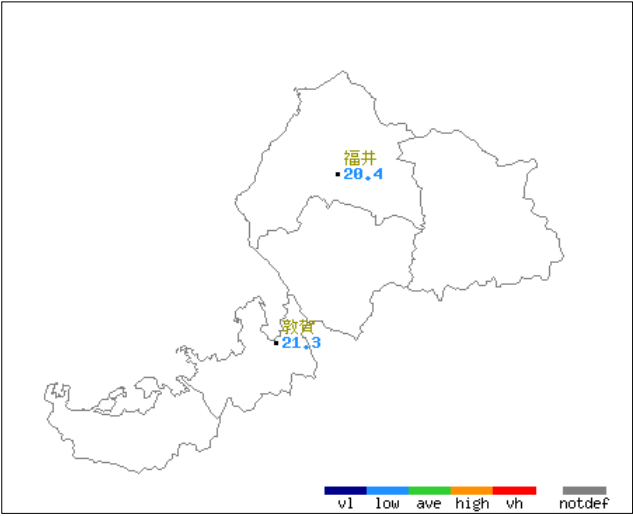 福井
20.4
敦賀
21.3
vl low ave high vh notdef